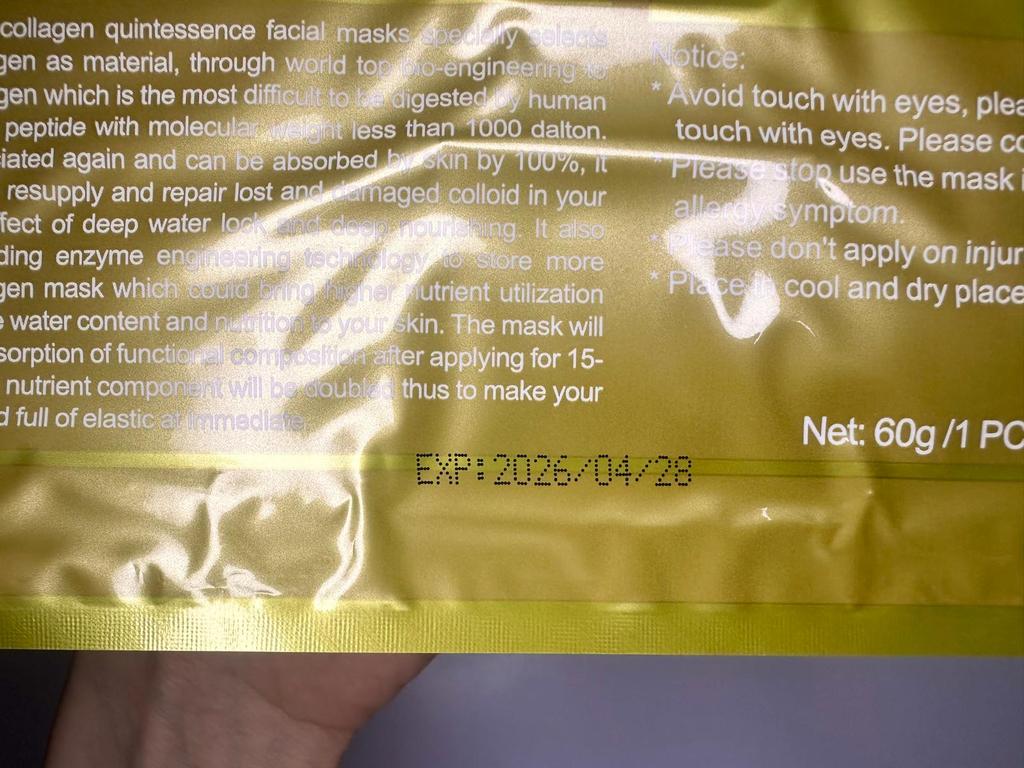 collagen quintessence facial masks specially selects
gen as material, through world top bio-engineering to
gen which is the most difficult to be digested by human
peptide with molecular weight less than 1000 dalton.
iated again and can be absorbed by skin by 100%, it
resupply and repair lost and damaged colloid in your
ffect of deep water lock and deep nourishing. It also
ding enzyme engineering technology to store more
gen mask which could bring higher nutrient utilization
e water content and nutrition to your skin. The mask will
sorption of functional composition after applying for 15-
nutrient component will be doubled thus to make your
d full of elastic at immediate.
Notice:
* Avoid touch with eyes, plea
touch with eyes. Please co
* Please stop use the mask i
allergy symptom.
* Please don't apply on injur
* Place in cool and dry place
Net: 60g /1 PC
EXP:2026/04/28